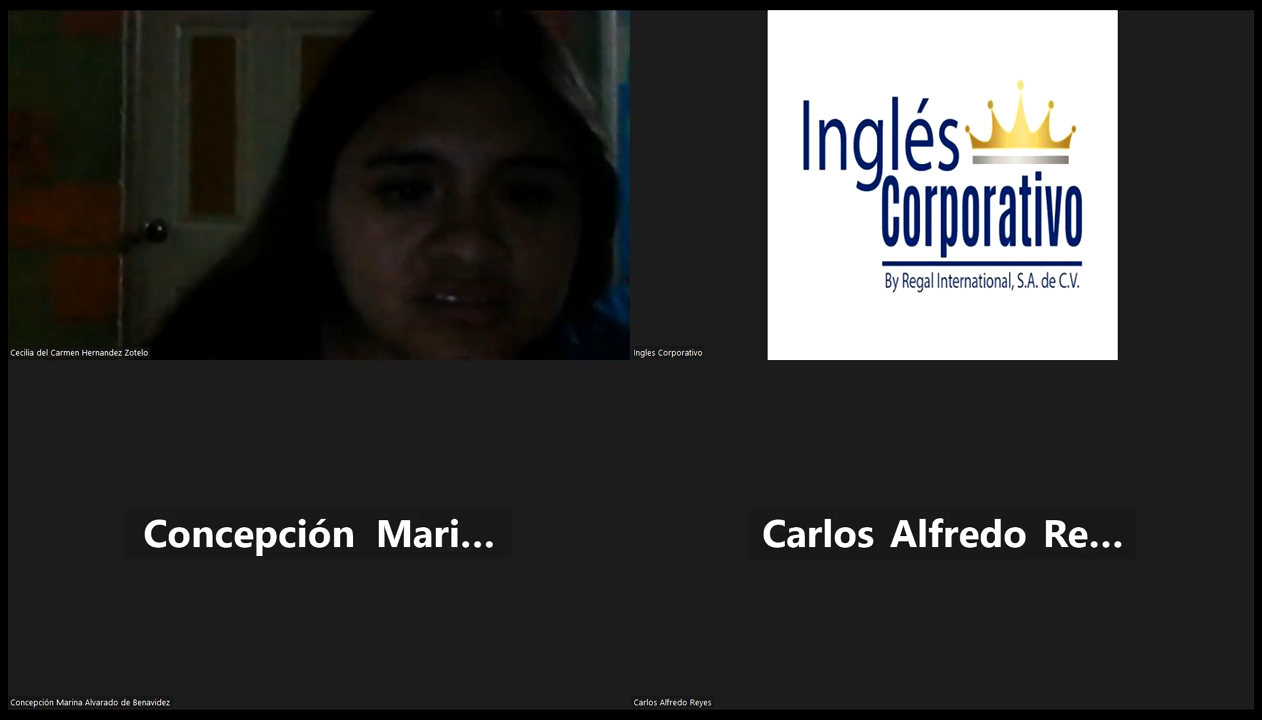 Inglés
Corporativo
By Regal International, S.A. de C.V.
Cecilia del Carmen Hernandez Zotelo
Ingles Corporativo
Concepción Mari...
Carlos Alfredo Re...
Concepción Marina Alvarado de Benavidez
Carlos Alfredo Reyes